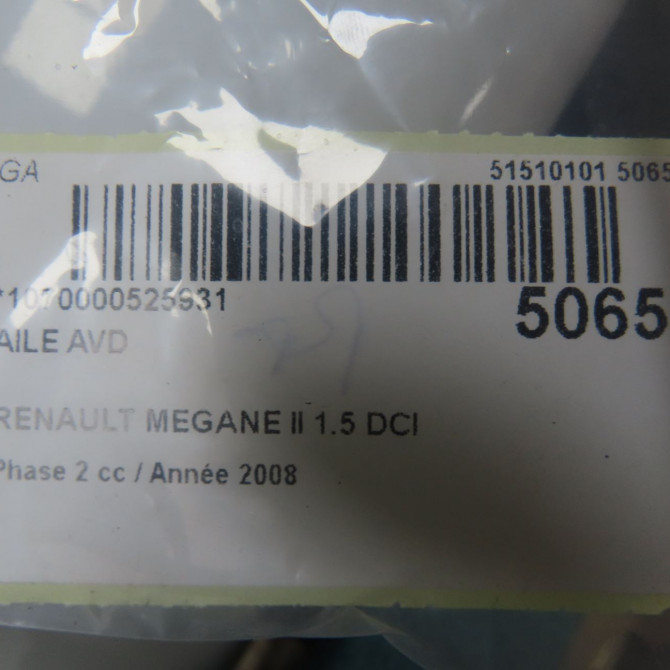 GA 51510101 5065
*1070000525931 5065
AILE AVD
RENAULT MEGANE II 1.5 DCI
Phase 2 cc / Année 2008